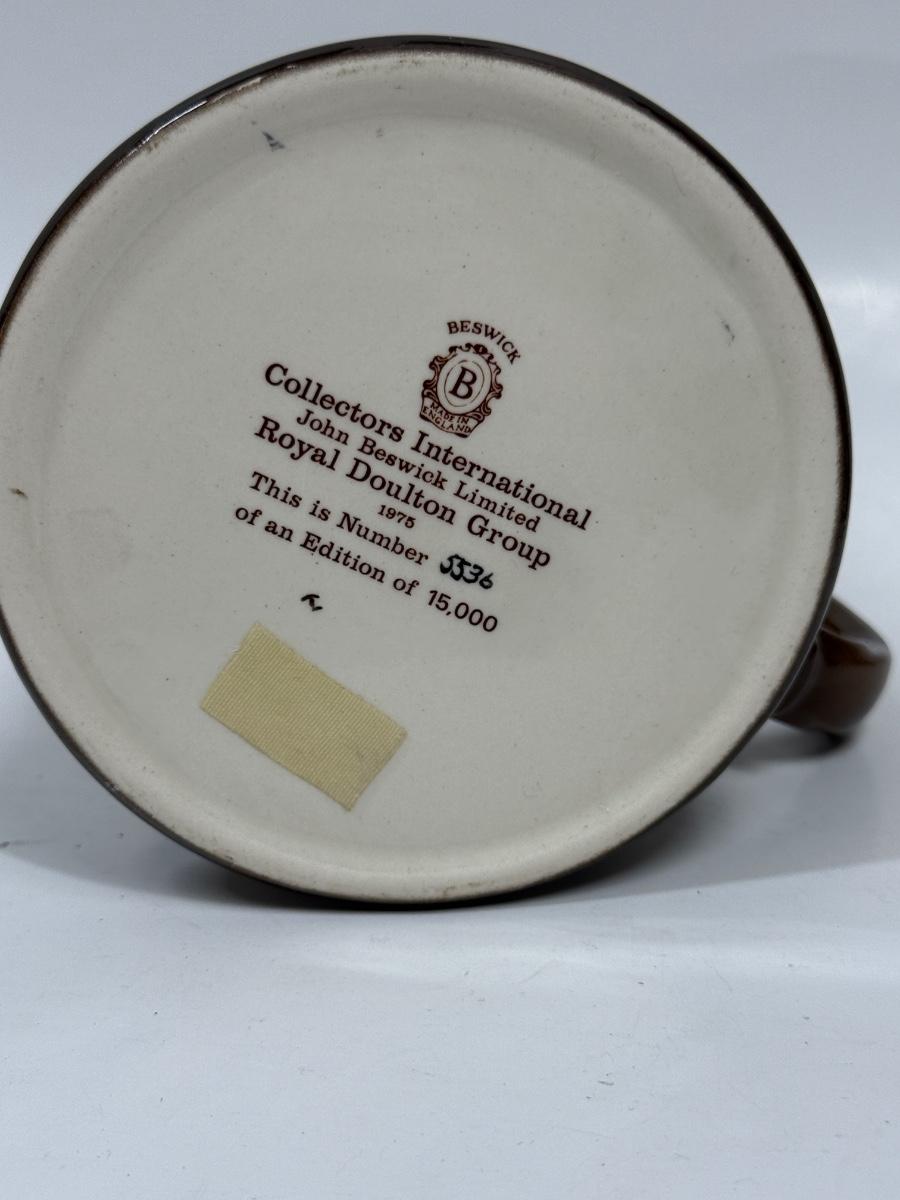 BESWICK
B
MADE IN
ENGLAND
Collectors International
John Beswick Limited
Royal Doulton Group
1975
This is Number 5536
of an Edition of 15,000